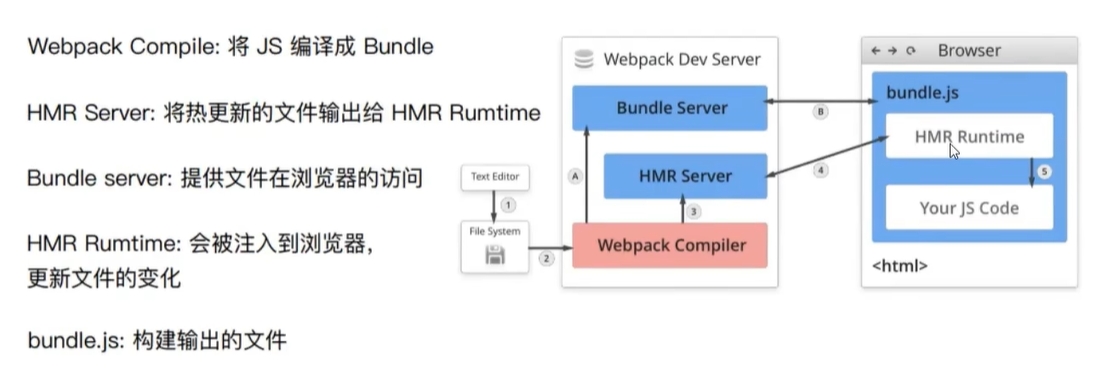 Webpack Compile: 将 JS 编译成 Bundle
HMR Server: 将热更新的文件输出给 HMR Rumtime
Bundle server: 提供文件在浏览器的访问
HMR Rumtime: 会被注入到浏览器，
更新文件的变化
bundle.js: 构建输出的文件
Text Editor
1
File System
2
Webpack Dev Server
Bundle Server
A
HMR Server
3
Webpack Compiler
B
4
Browser
bundle.js
HMR Runtime
5
Your JS Code
<html>